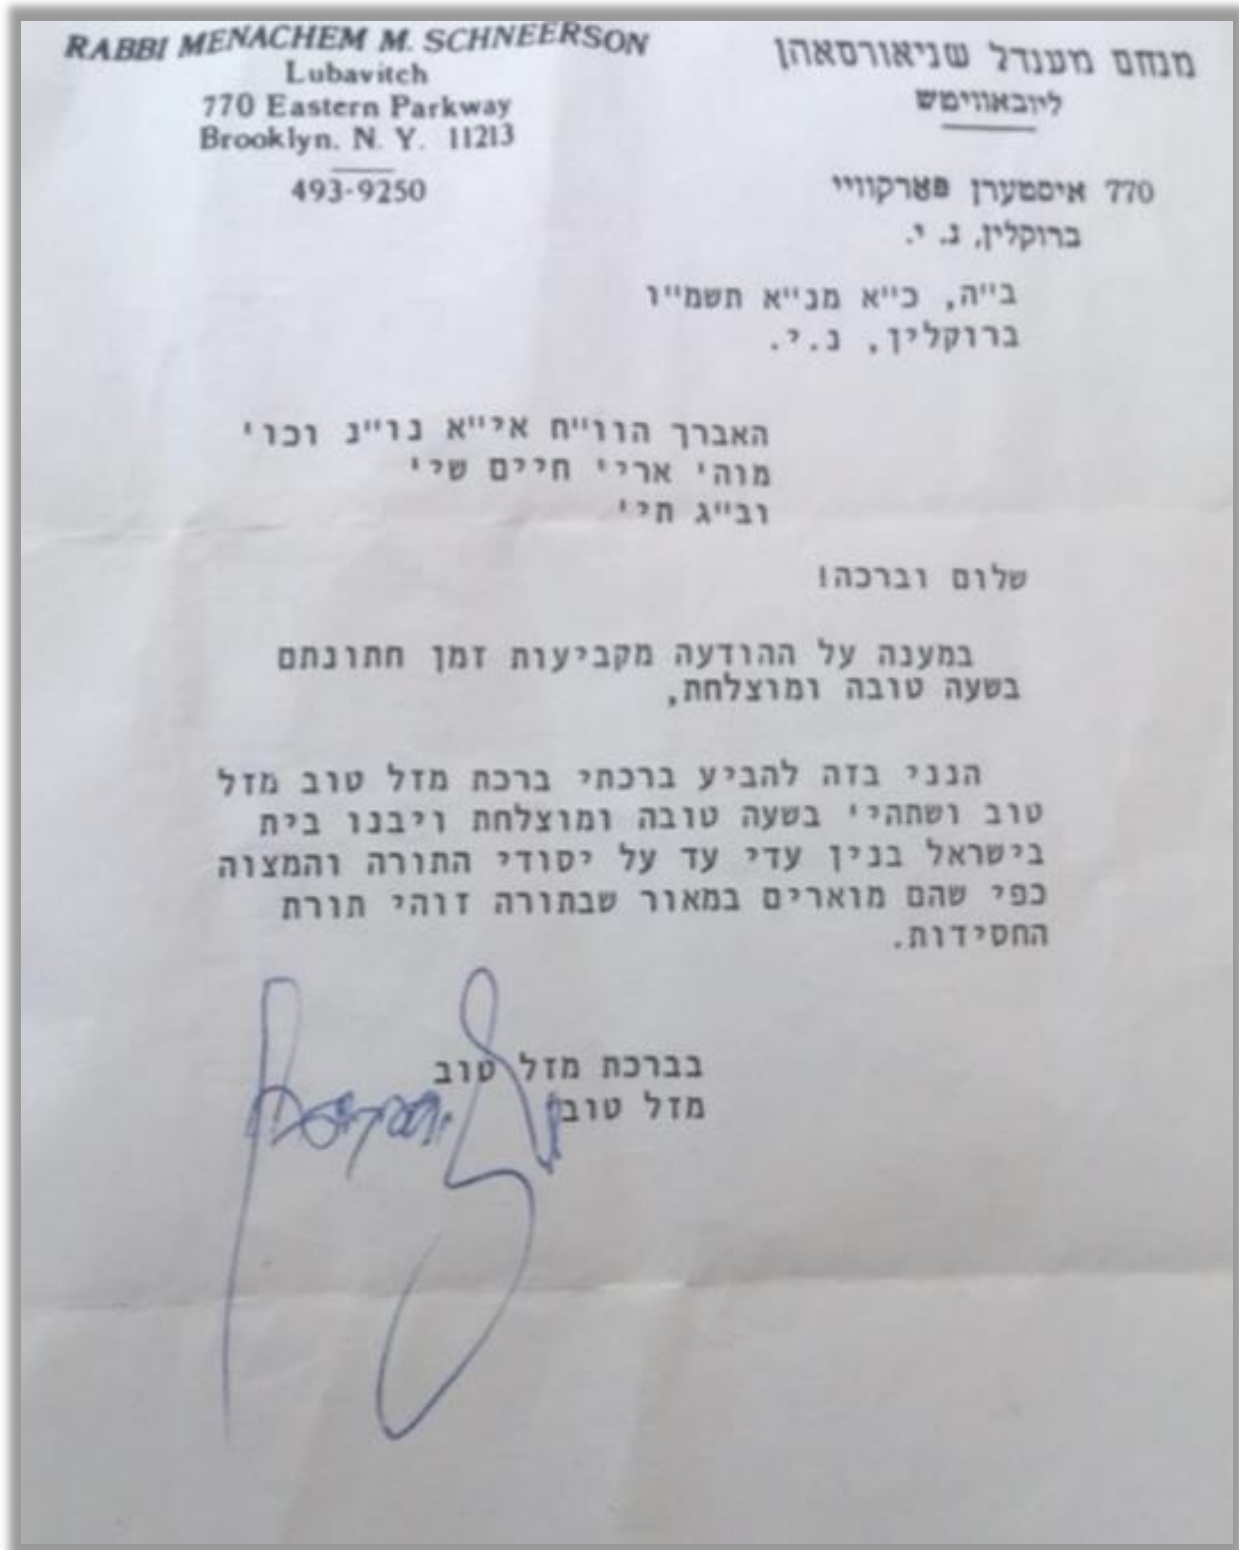 RABBI MENACHEM M. SCHNEERSON
Lubavitch
770 Eastern Parkway
Brooklyn, N. Y. 11213
493-9250
מנחם מענדל שניאורסאהן
ליובאוויטש
770 איסטערן פארקוויי
ברוקלין, נ. י.
ב"ה, כ"א מנ"א תשמ"ו
ברוקלין, נ.י.
האברך הוו"ח אי"א נו"נ וכו'
מוה' ארי' חיים שי'
וב"ג תי'
שלום וברכה!
במענה על ההודעה מקביעות זמן חתונתם
בשעה טובה ומוצלחת,
הנני בזה להביע ברכתי ברכת מזל טוב מזל
טוב ושתהי' בשעה טובה ומוצלחת ויבנו בית
בישראל בנין עדי עד על יסודי התורה והמצוה
כפי שהם מוארים במאור שבתורה זוהי תורת
החסידות.
בברכת מזל טוב
מזל טוב